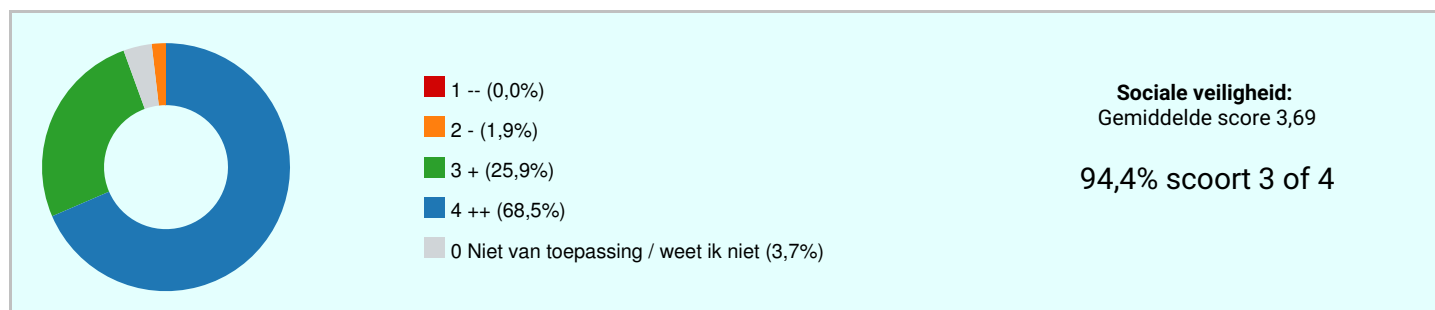 1 -- (0,0%)
2 - (1,9%)
3 + (25,9%)
4 ++ (68,5%)
0 Niet van toepassing / weet ik niet (3,7%)
Sociale veiligheid:
Gemiddelde score 3,69
94,4% scoort 3 of 4